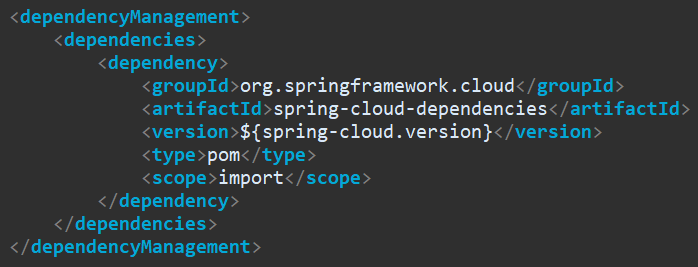 <dependencyManagement>
    <dependencies>
        <dependency>
            <groupId>org.springframework.cloud</groupId>
            <artifactId>spring-cloud-dependencies</artifactId>
            <version>${spring-cloud.version}</version>
            <type>pom</type>
            <scope>import</scope>
        </dependency>
    </dependencies>
</dependencyManagement>